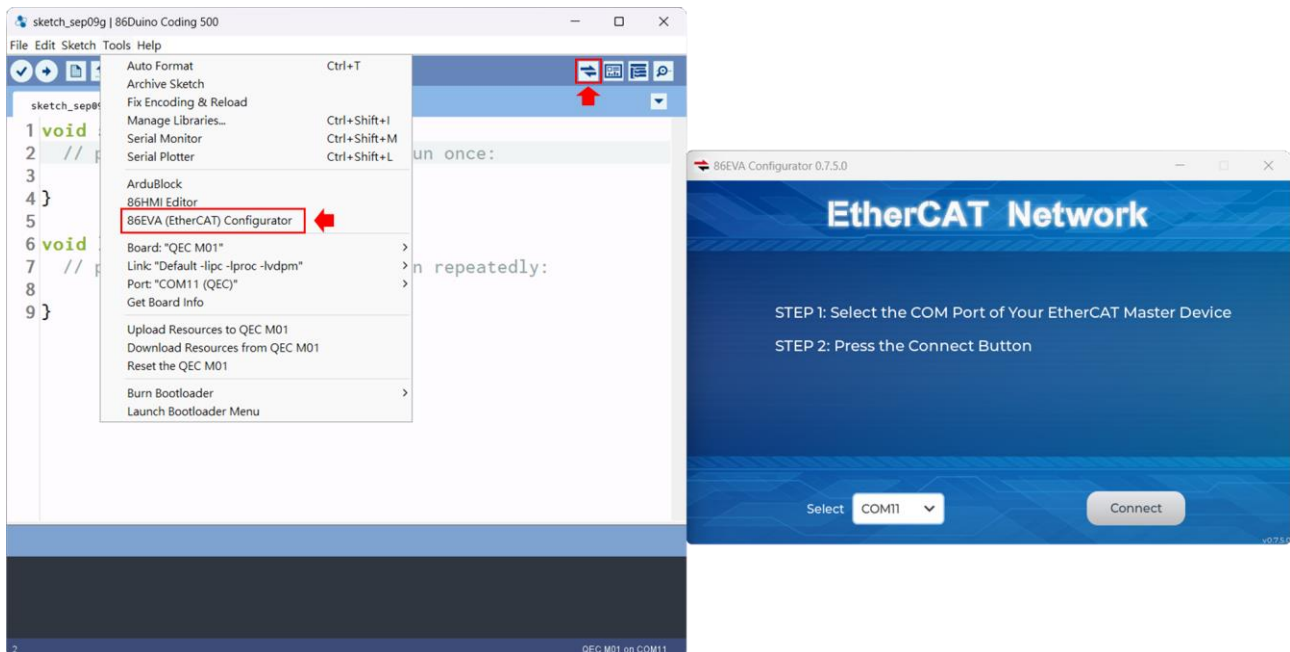 sketch_sep09g | 86Duino Coding 500
File Edit Sketch Tools Help
Auto Format Ctrl+T
Archive Sketch
Fix Encoding & Reload
Manage Libraries... Ctrl+Shift+I
Serial Monitor Ctrl+Shift+M
Serial Plotter Ctrl+Shift+L
ArduBlock
86HMI Editor
86EVA (EtherCAT) Configurator
Board: "QEC M01"
Link: "Default -lipc -lproc -lvdpm"
Port: "COM11 (QEC)"
Get Board Info
Upload Resources to QEC M01
Download Resources from QEC M01
Reset the QEC M01
Burn Bootloader
Launch Bootloader Menu
sketch_sep09
1 void
2 // p un once:
3
4 }
5
6 void
7 // p n repeatedly:
8
9 }
2 QEC M01 on COM11
86EVA Configurator 0.7.5.0
EtherCAT Network
STEP 1: Select the COM Port of Your EtherCAT Master Device
STEP 2: Press the Connect Button
Select COM11 Connect
v0.7.5.0